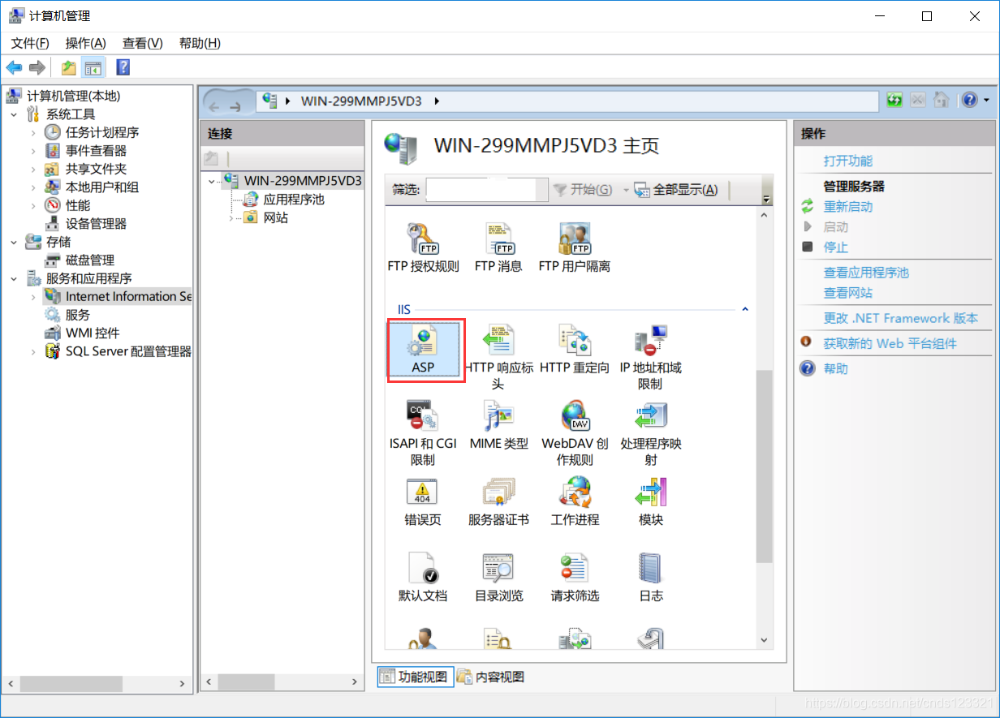 计算机管理
文件(F) 操作(A) 查看(V) 帮助(H)
计算机管理(本地)
系统工具
任务计划程序
事件查看器
共享文件夹
本地用户和组
性能
设备管理器
存储
磁盘管理
服务和应用程序
Internet Information Se
服务
WMI 控件
SQL Server 配置管理器
WIN-299MMPJ5VD3
连接
WIN-299MMPJ5VD3
应用程序池
网站
WIN-299MMPJ5VD3 主页
筛选: 开始(G) 全部显示(A)
FTP FTP FTP
FTP 授权规则 FTP 消息 FTP 用户隔离
IIS
ASP HTTP 响应标 HTTP 重定向 IP 地址和域
头 限制
CGI DAV
ISAPI 和 CGI MIME 类型 WebDAV 创 处理程序映
限制 作规则 射
404
错误页 服务器证书 工作进程 模块
默认文档 目录浏览 请求筛选 日志
功能视图 内容视图
操作
打开功能
管理服务器
重新启动
启动
停止
查看应用程序池
查看网站
更改 .NET Framework 版本
获取新的 Web 平台组件
帮助
https://blog.csdn.net/cnds123321